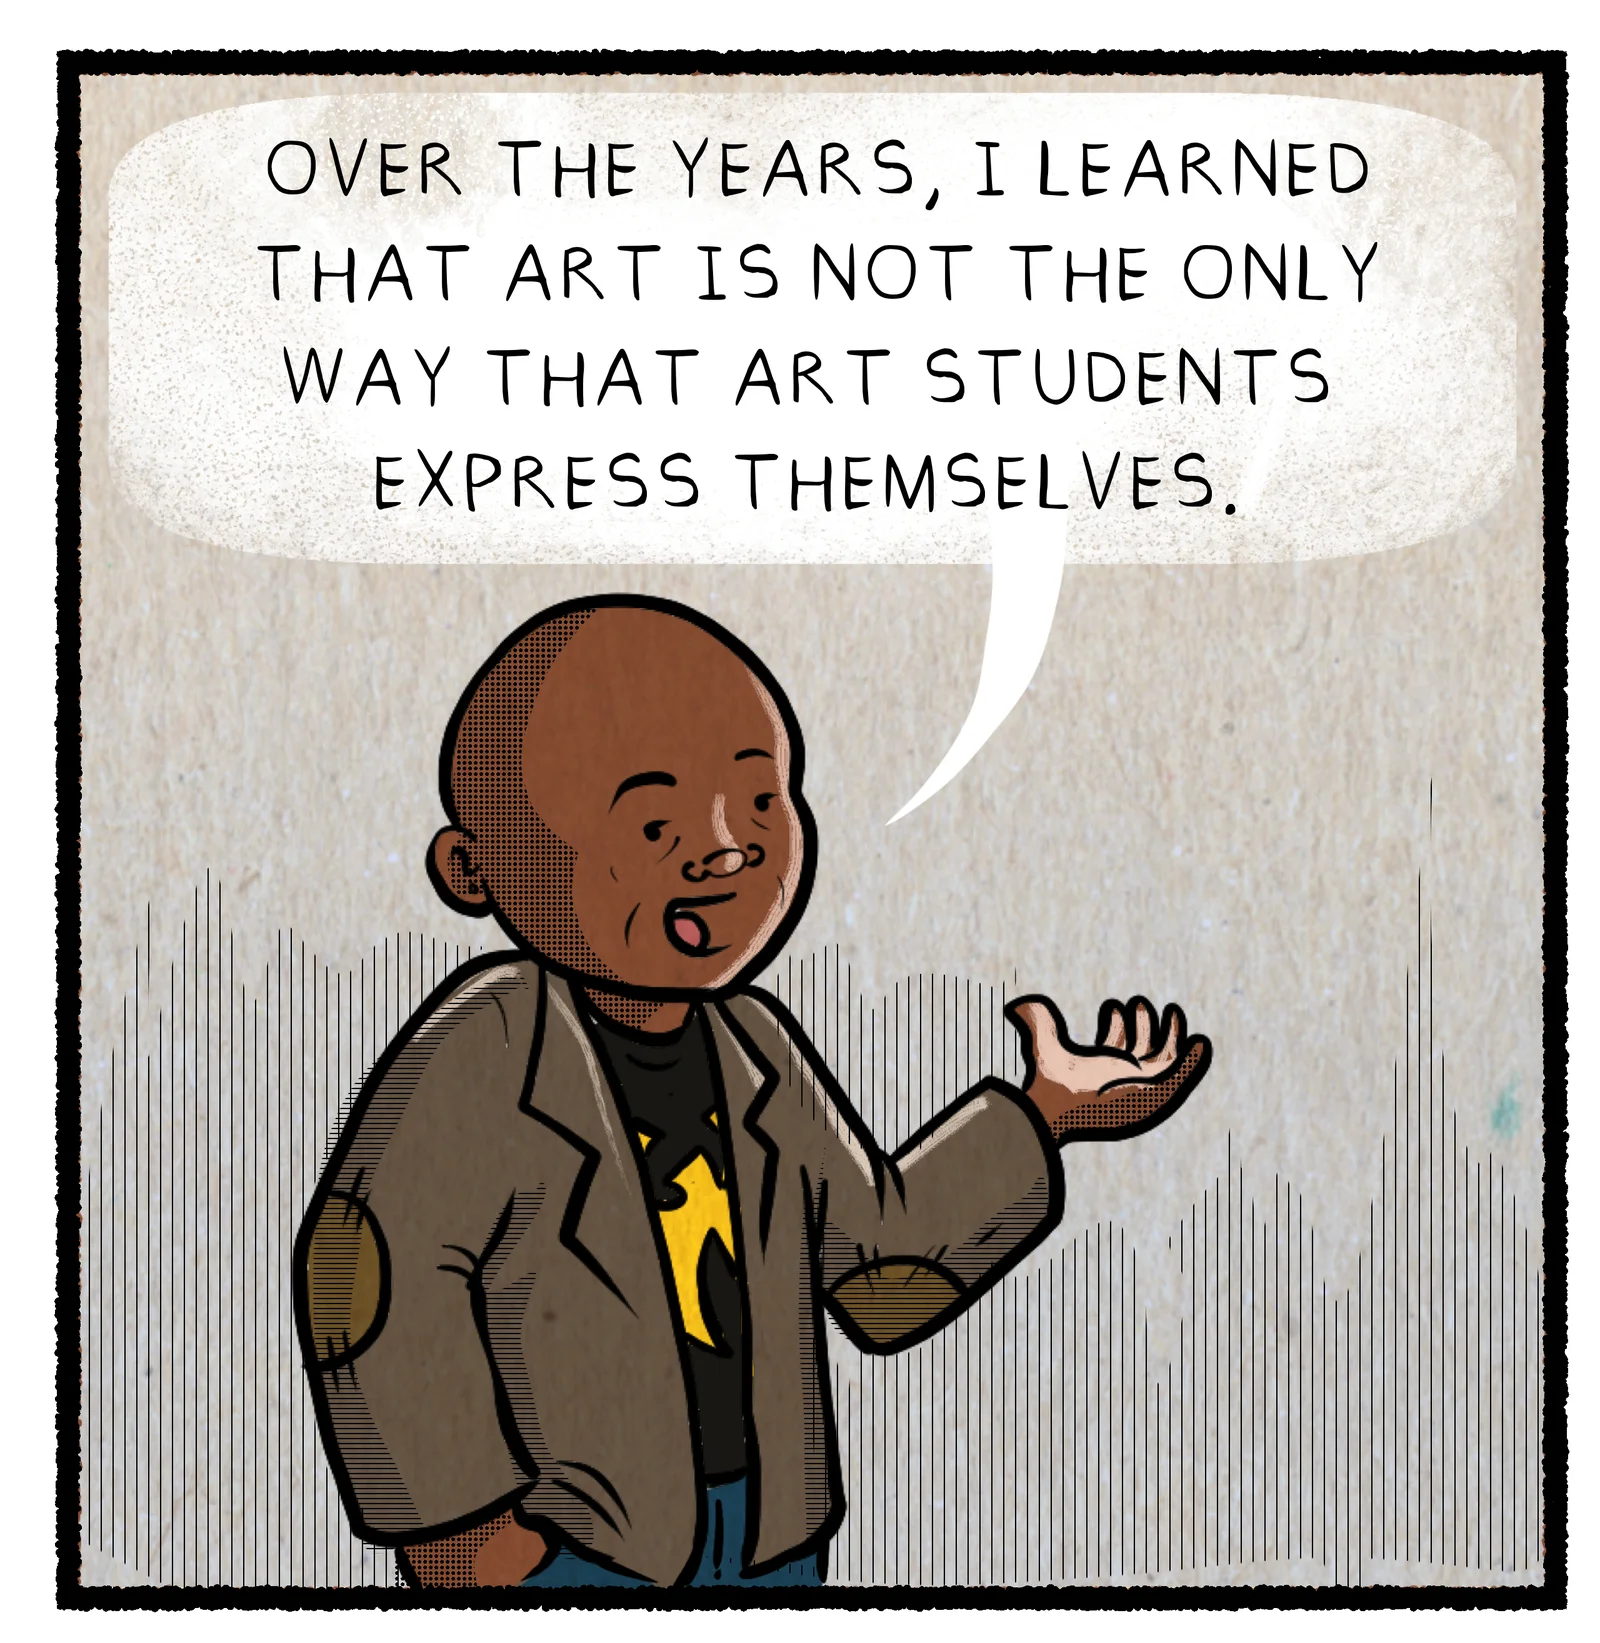 OVER THE YEARS, I LEARNED
THAT ART IS NOT THE ONLY
WAY THAT ART STUDENTS
EXPRESS THEMSELVES.